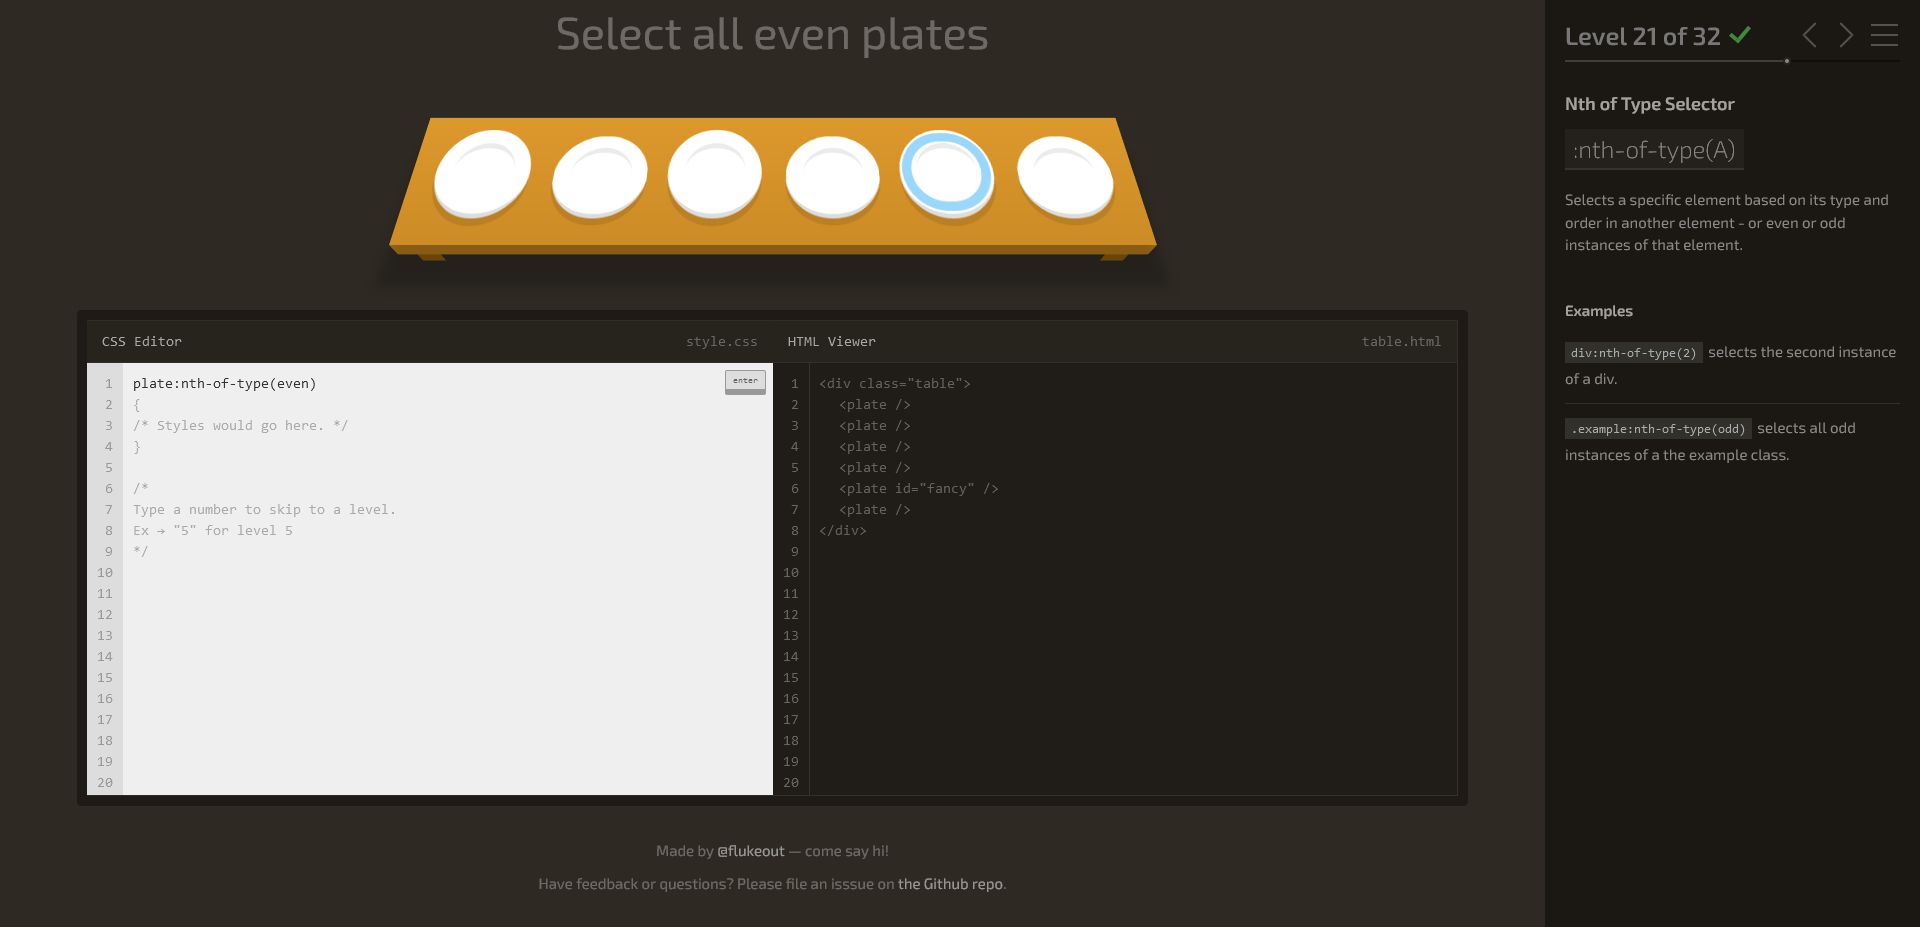 Select all even plates
CSS Editor
style.css
1 plate:nth-of-type(even)
enter
2 {
3 /* Styles would go here. */
4 }
5
6 /*
7 Type a number to skip to a level.
8 Ex → "5" for level 5
9 */
10
11
12
13
14
15
16
17
18
19
20
HTML Viewer
table.html
1 <div class="table">
2 <plate />
3 <plate />
4 <plate />
5 <plate />
6 <plate id="fancy" />
7 <plate />
8 </div>
9
10
11
12
13
14
15
16
17
18
19
20
Made by @flukeout — come say hi!
Have feedback or questions? Please file an isssue on the Github repo.
Level 21 of 32
Nth of Type Selector
:nth-of-type(A)
Selects a specific element based on its type and
order in another element - or even or odd
instances of that element.
Examples
div:nth-of-type(2) selects the second instance
of a div.
.example:nth-of-type(odd) selects all odd
instances of a the example class.